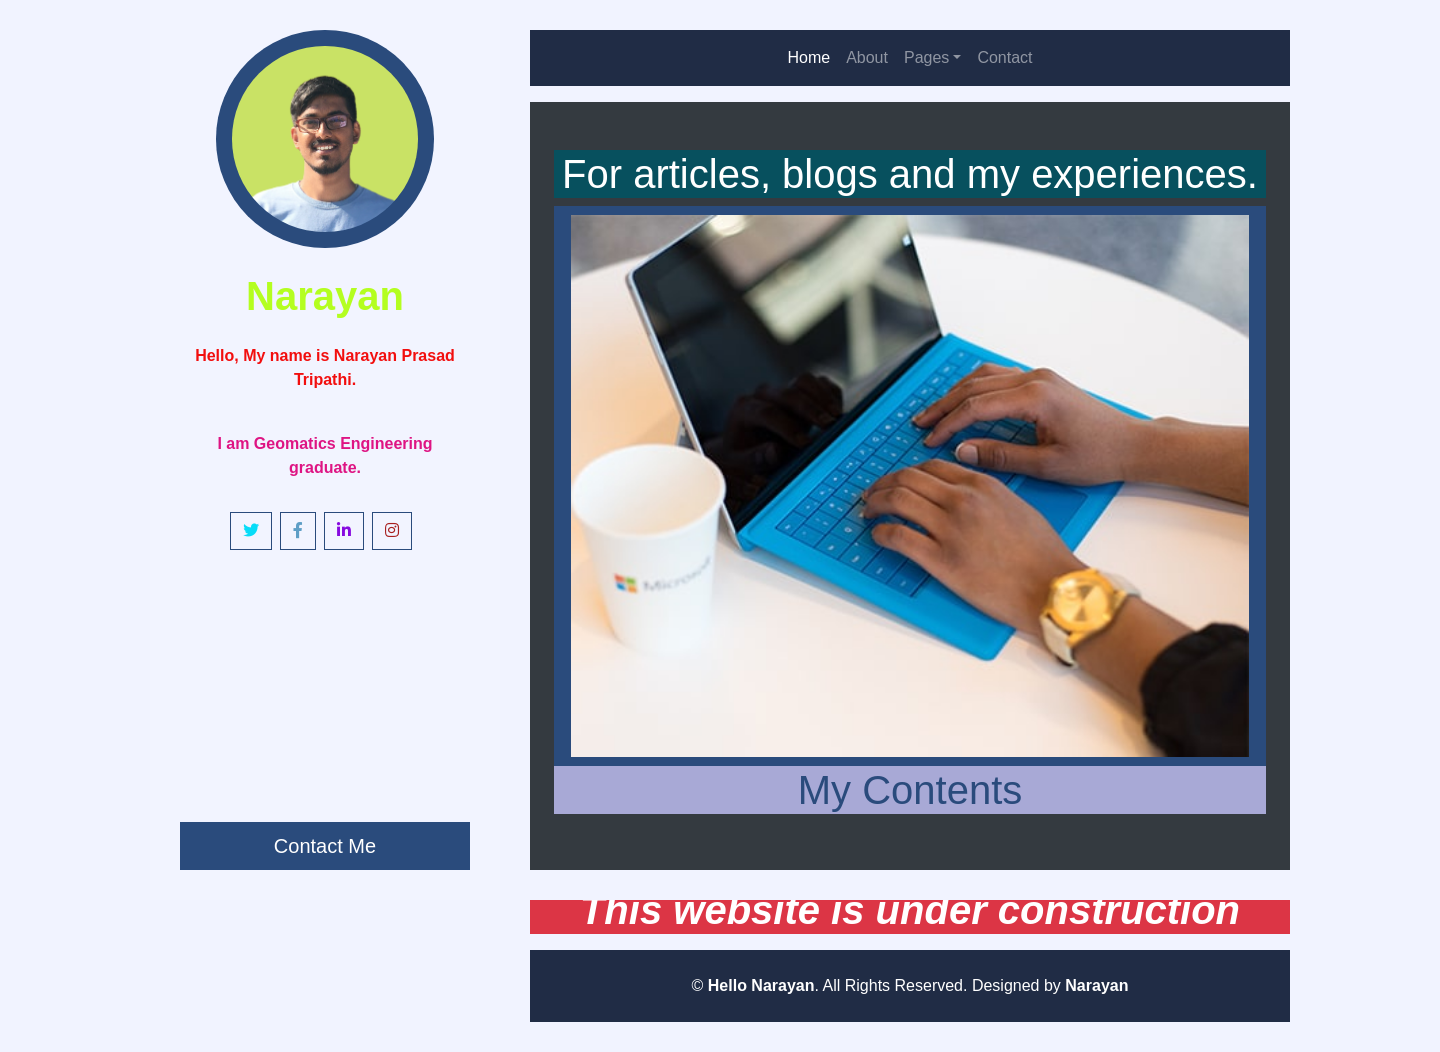 Narayan
Hello, My name is Narayan Prasad
Tripathi.
I am Geomatics Engineering
graduate.
Contact Me
Home About Pages Contact
For articles, blogs and my experiences.
Microsoft
My Contents
This website is under construction
© Hello Narayan. All Rights Reserved. Designed by Narayan